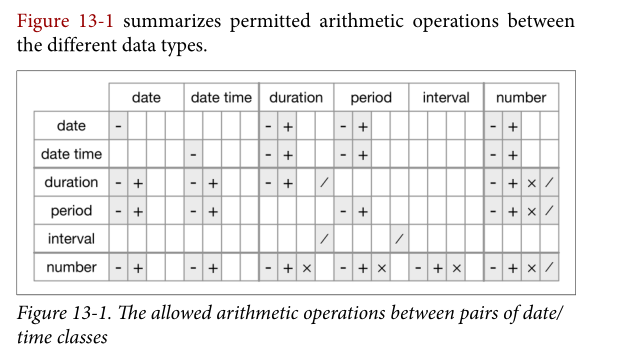 Figure 13-1 summarizes permitted arithmetic operations between
the different data types.
date date time duration period interval number
date - - + - + - +
date time - - + - + - +
duration - + - + - + / - + × /
period - + - + - + - + × /
interval / /
number - + - + - + × - + × - + × - + × /
Figure 13-1. The allowed arithmetic operations between pairs of date/
time classes